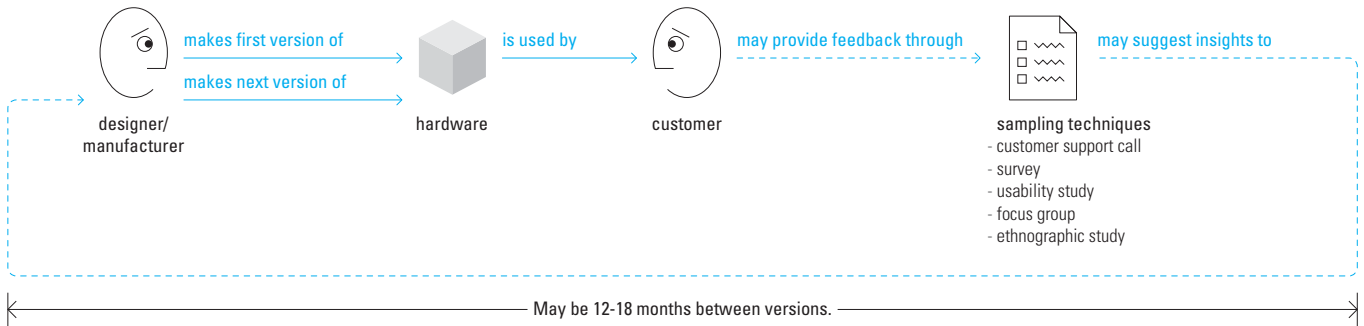 makes first version of
is used by
may provide feedback through
may suggest insights to
makes next version of
designer/
manufacturer
hardware
customer
sampling techniques
- customer support call
- survey
- usability study
- focus group
- ethnographic study
May be 12-18 months between versions.